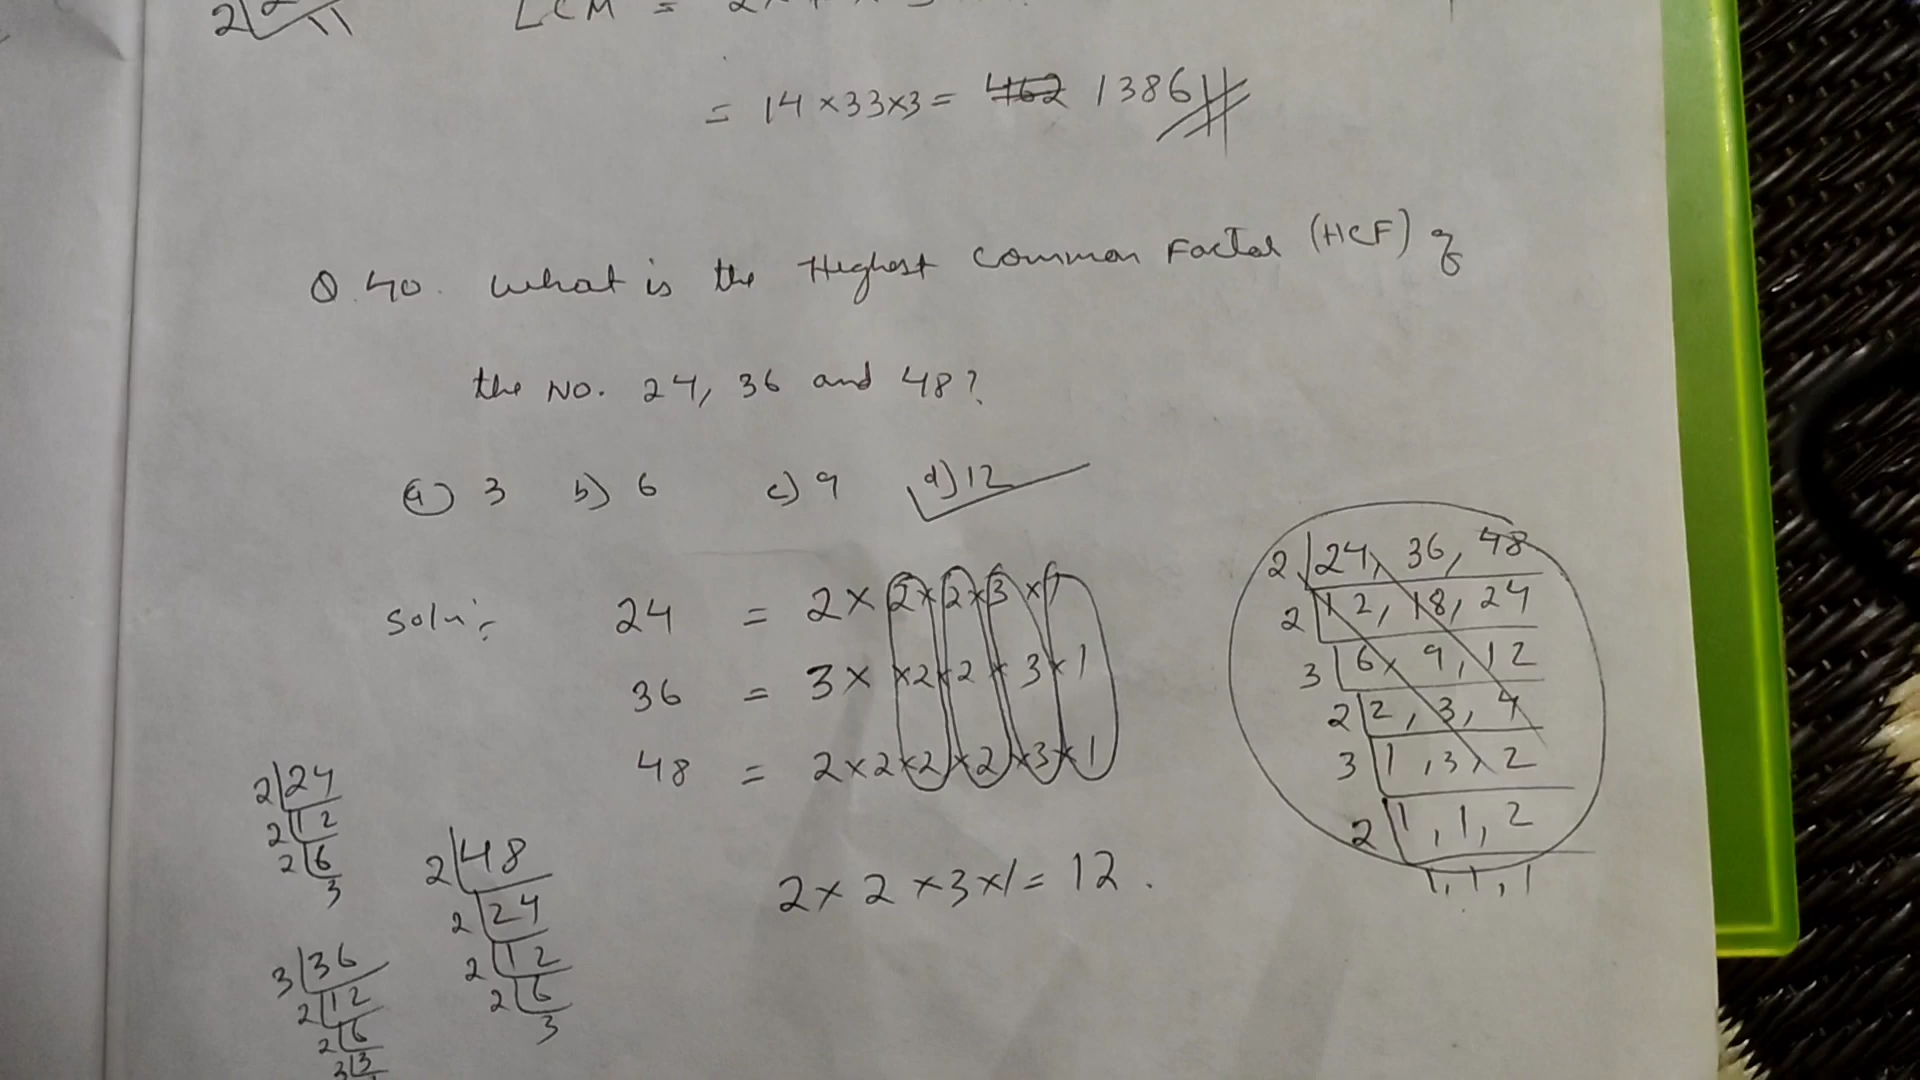 LCM =
= 14 × 33 × 3 = 462 1386
Q.40. What is the Highest Common Factor (HCF) of
the NO. 24, 36 and 48?
a) 3 b) 6 c) 9 d) 12
Soln:- 24 = 2 × 2 × 2 × 3 × 1
36 = 3 × × 2 × 2 × 3 × 1
48 = 2 × 2 × 2 × 2 × 3 × 1
2 × 2 × 3 × 1 = 12.
2 24, 36, 48
2 12, 18, 24
3 6, 9, 12
2 2, 3, 4
3 1, 3, 2
2 1, 1, 2
1, 1, 1
2 24
2 12
2 6
3
2 48
2 24
2 12
2 6
3
3 36
2 12
2 6
3 3